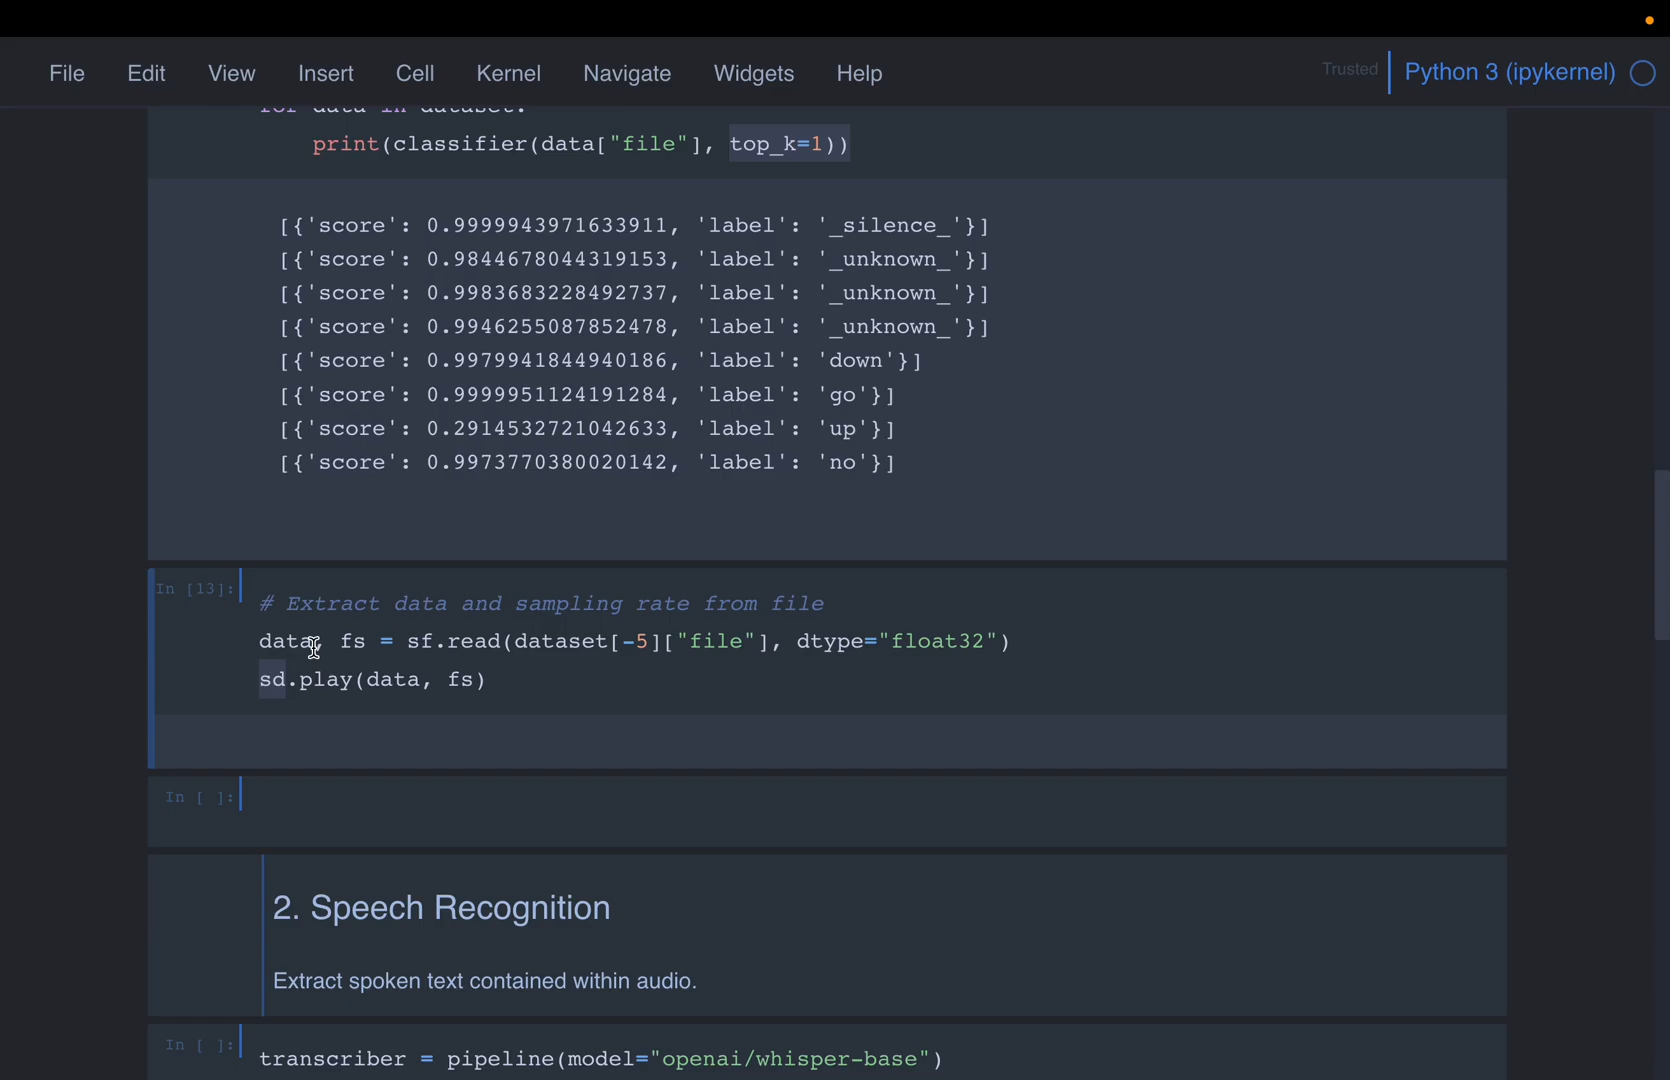 File Edit View Insert Cell Kernel Navigate Widgets Help Trusted Python 3 (ipykernel)
for data in dataset:
print(classifier(data["file"], top_k=1))
[{'score': 0.9999943971633911, 'label': '_silence_'}]
[{'score': 0.9844678044319153, 'label': '_unknown_'}]
[{'score': 0.9983683228492737, 'label': '_unknown_'}]
[{'score': 0.9946255087852478, 'label': '_unknown_'}]
[{'score': 0.9979941844940186, 'label': 'down'}]
[{'score': 0.9999951124191284, 'label': 'go'}]
[{'score': 0.2914532721042633, 'label': 'up'}]
[{'score': 0.9973770380020142, 'label': 'no'}]
In [13]:
# Extract data and sampling rate from file
data, fs = sf.read(dataset[-5]["file"], dtype="float32")
sd.play(data, fs)
In [ ]:
2. Speech Recognition
Extract spoken text contained within audio.
In [ ]:
transcriber = pipeline(model="openai/whisper-base")